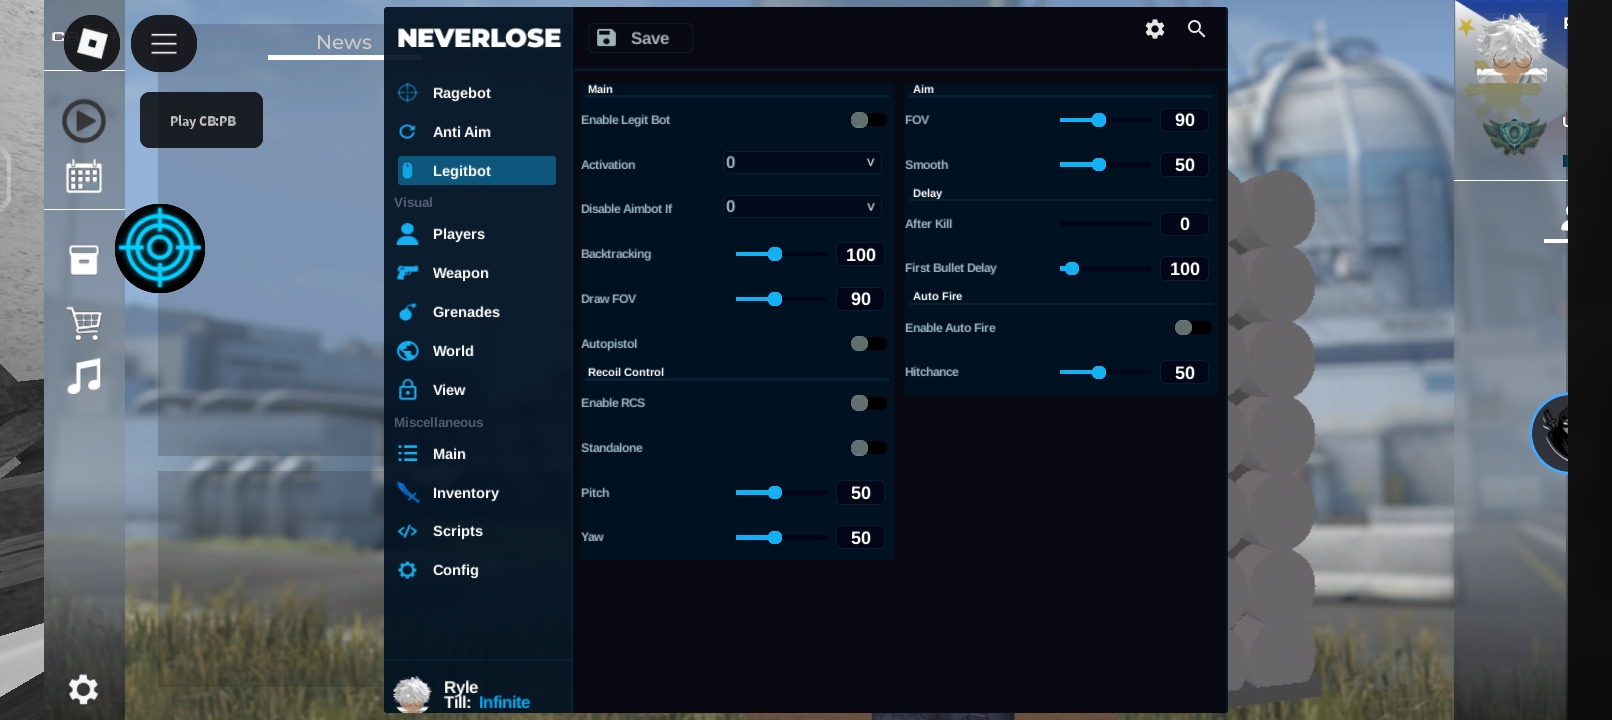 News
Play CB:PB
NEVERLOSE
Ragebot
Anti Aim
Legitbot
Visual
Players
Weapon
Grenades
World
View
Miscellaneous
Main
Inventory
Scripts
Config
Ryle
Till: Infinite
Save
Main
Enable Legit Bot
Activation 0 v
Disable Aimbot If 0 v
Backtracking 100
Draw FOV 90
Autopistol
Recoil Control
Enable RCS
Standalone
Pitch 50
Yaw 50
Aim
FOV 90
Smooth 50
Delay
After Kill 0
First Bullet Delay 100
Auto Fire
Enable Auto Fire
Hitchance 50